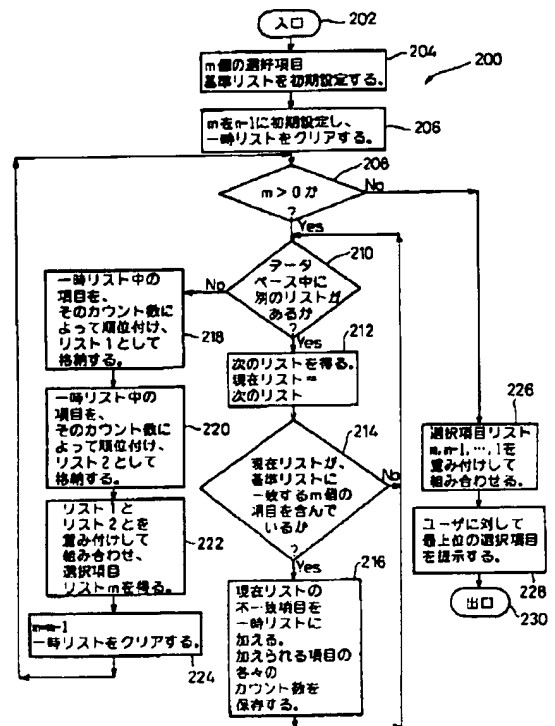 入口
202
204
200
m個の選好項目
基準リストを初期設定する。
mをn-1に初期設定し、
一時リストをクリアする。
206
208
m>0か
?
No
Yes
210
データ
ベース中に
別のリストが
あるか
?
No
Yes
一時リスト中の
項目を、
そのカウント数に
よって順位付け、
リスト1として
格納する。
218
212
次のリストを得る。
現在リスト=
次のリスト
一時リスト中の
項目を、
そのカウント数に
よって順位付け、
リスト2として
格納する。
220
214
現在リストが、
基準リストに
一致するm個の
項目を含んで
いるか
?
No
Yes
リスト1と
リスト2とを
重み付けして
組み合わせ、
選択項目
リストmを得る。
222
216
現在リストの
不一致項目を
一時リストに
加える。
加えられる項目の
各々の
カウント数を
保存する。
m=m-1
一時リストをクリアする。
224
226
選択項目リスト
m,m-1,…,1を
重み付けして
組み合わせる。
ユーザに対して
最上位の選択項目
を提示する。
228
出口
230